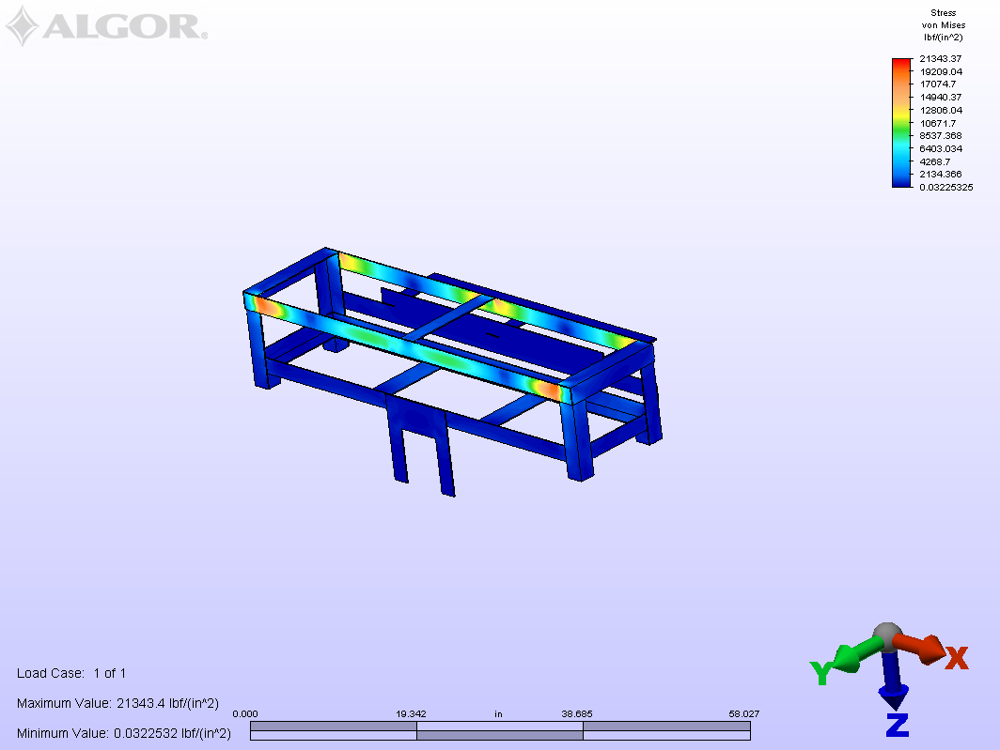 ALGOR®
Stress
von Mises
lbf/(in^2)
21343.37
19209.04
17074.7
14940.37
12806.04
10671.7
8537.368
6403.034
4268.7
2134.366
0.03225325
X
Y
Z
Load Case: 1 of 1
Maximum Value: 21343.4 lbf/(in^2)
Minimum Value: 0.0322532 lbf/(in^2)
0.000 19.342 in 38.685 58.027